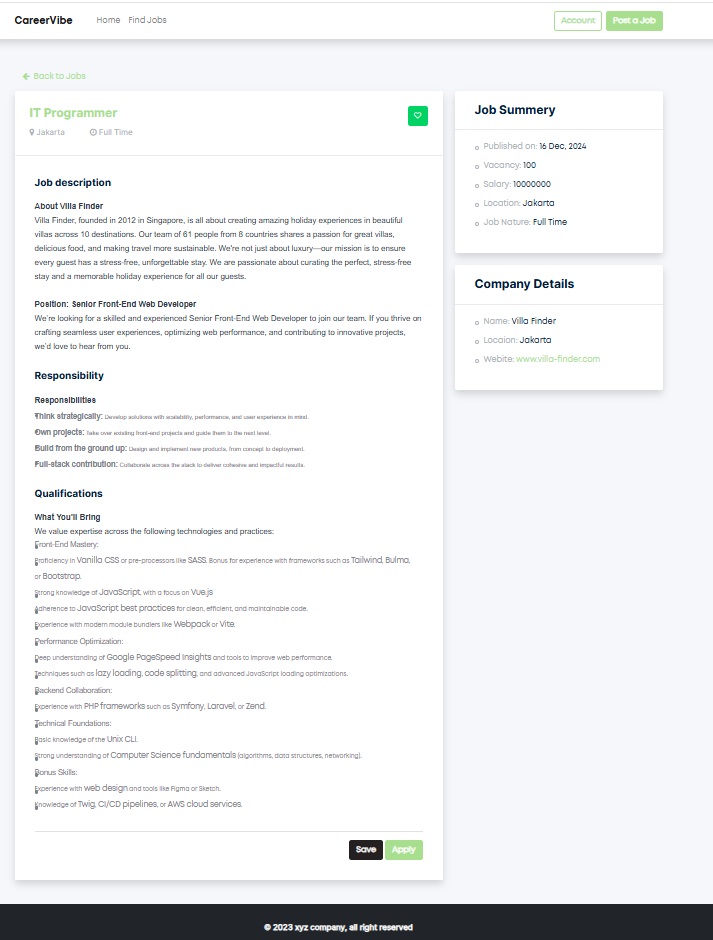 CareerVibe
Home
Find Jobs
Account
Post a Job
Back to Jobs
IT Programmer
Jakarta
Full Time
Job description
About Villa Finder
Villa Finder, founded in 2012 in Singapore, is all about creating amazing holiday experiences in beautiful
villas across 10 destinations. Our team of 61 people from 8 countries shares a passion for great villas,
delicious food, and making travel more sustainable. We're not just about luxury—our mission is to ensure
every guest has a stress-free, unforgettable stay. We are passionate about curating the perfect, stress-free
stay and a memorable holiday experience for all our guests.
Position: Senior Front-End Web Developer
We're looking for a skilled and experienced Senior Front-End Web Developer to join our team. If you thrive on
crafting seamless user experiences, optimizing web performance, and contributing to innovative projects,
we'd love to hear from you.
Responsibility
Responsibilities
Think strategically: Develop solutions with scalability, performance, and user experience in mind.
Own projects: Take over existing front-end projects and guide them to the next level.
Build from the ground up: Design and implement new products, from concept to deployment.
Full-stack contribution: Collaborate across the stack to deliver cohesive and impactful results.
Qualifications
What You'll Bring
We value expertise across the following technologies and practices:
Front-End Mastery:
Proficiency in Vanilla CSS or pre-processors like SASS. Bonus for experience with frameworks such as Tailwind, Bulma,
or Bootstrap.
Strong knowledge of JavaScript, with a focus on Vue.js
Adherence to JavaScript best practices for clean, efficient, and maintainable code.
Experience with modern module bundlers like Webpack or Vite.
Performance Optimization:
Deep understanding of Google PageSpeed Insights and tools to improve web performance.
Techniques such as lazy loading, code splitting, and advanced JavaScript loading optimizations.
Backend Collaboration:
Experience with PHP frameworks such as Symfony, Laravel, or Zend.
Technical Foundations:
Basic knowledge of the Unix CLI.
Strong understanding of Computer Science fundamentals (algorithms, data structures, networking).
Bonus Skills:
Experience with web design and tools like Figma or Sketch.
Knowledge of Twig, CI/CD pipelines, or AWS cloud services.
Save
Apply
Job Summery
Published on: 16 Dec, 2024
Vacancy: 100
Salary: 10000000
Location: Jakarta
Job Nature: Full Time
Company Details
Name: Villa Finder
Locaion: Jakarta
Webite: www.villa-finder.com
© 2023 xyz company, all right reserved